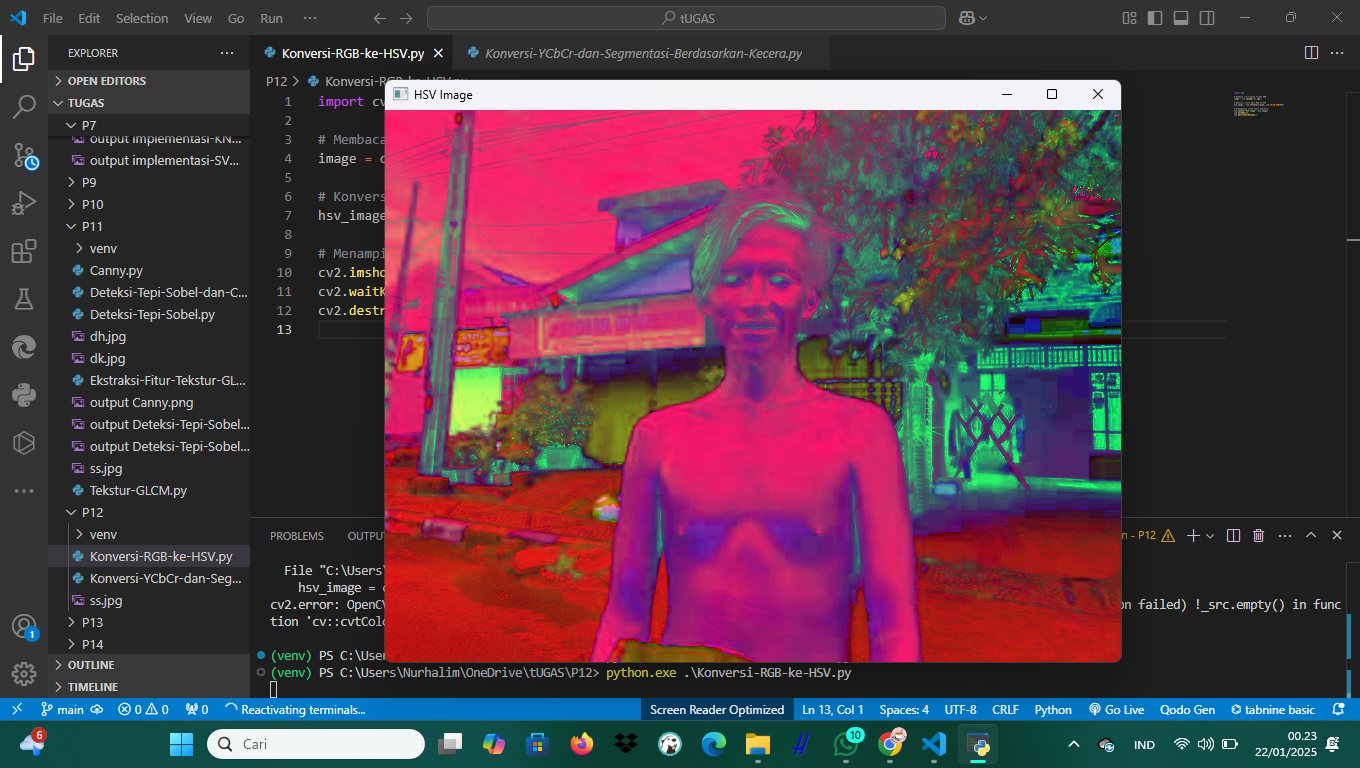 File Edit Selection View Go Run ··· tUGAS
EXPLORER ···
Konversi-RGB-ke-HSV.py
Konversi-YCbCr-dan-Segmentasi-Berdasarkan-Kecera.py
OPEN EDITORS
TUGAS
P7
output implementasi-KN...
output implementasi-SV...
P9
P10
P11
venv
Canny.py
Deteksi-Tepi-Sobel-dan-C...
Deteksi-Tepi-Sobel.py
dh.jpg
dk.jpg
Ekstraksi-Fitur-Tekstur-GL...
output Canny.png
output Deteksi-Tepi-Sobel...
output Deteksi-Tepi-Sobel...
ss.jpg
Tekstur-GLCM.py
P12
venv
Konversi-RGB-ke-HSV.py
Konversi-YCbCr-dan-Seg...
ss.jpg
P13
P14
OUTLINE
TIMELINE
P12 > Konversi-RGB-ke-HSV.py
HSV Image
1 import cv
2
3 # Membaca
4 image = c
5
6 # Konvers
7 hsv_image
8
9 # Menampi
10 cv2.imsho
11 cv2.waitK
12 cv2.destr
13
PROBLEMS OUTPU
n - P12
File "C:\Users\
hsv_image = c
cv2.error: OpenCV on failed) !_src.empty() in func
tion 'cv::cvtColo
(venv) PS C:\User
(venv) PS C:\Users\Nurhalim\OneDrive\tUGAS\P12> python.exe .\Konversi-RGB-ke-HSV.py
main 0 0 0 Reactivating terminals... Screen Reader Optimized Ln 13, Col 1 Spaces: 4 UTF-8 CRLF Python Go Live Qodo Gen tabnine basic
1
6 Cari 10 IND 00.23
22/01/2025